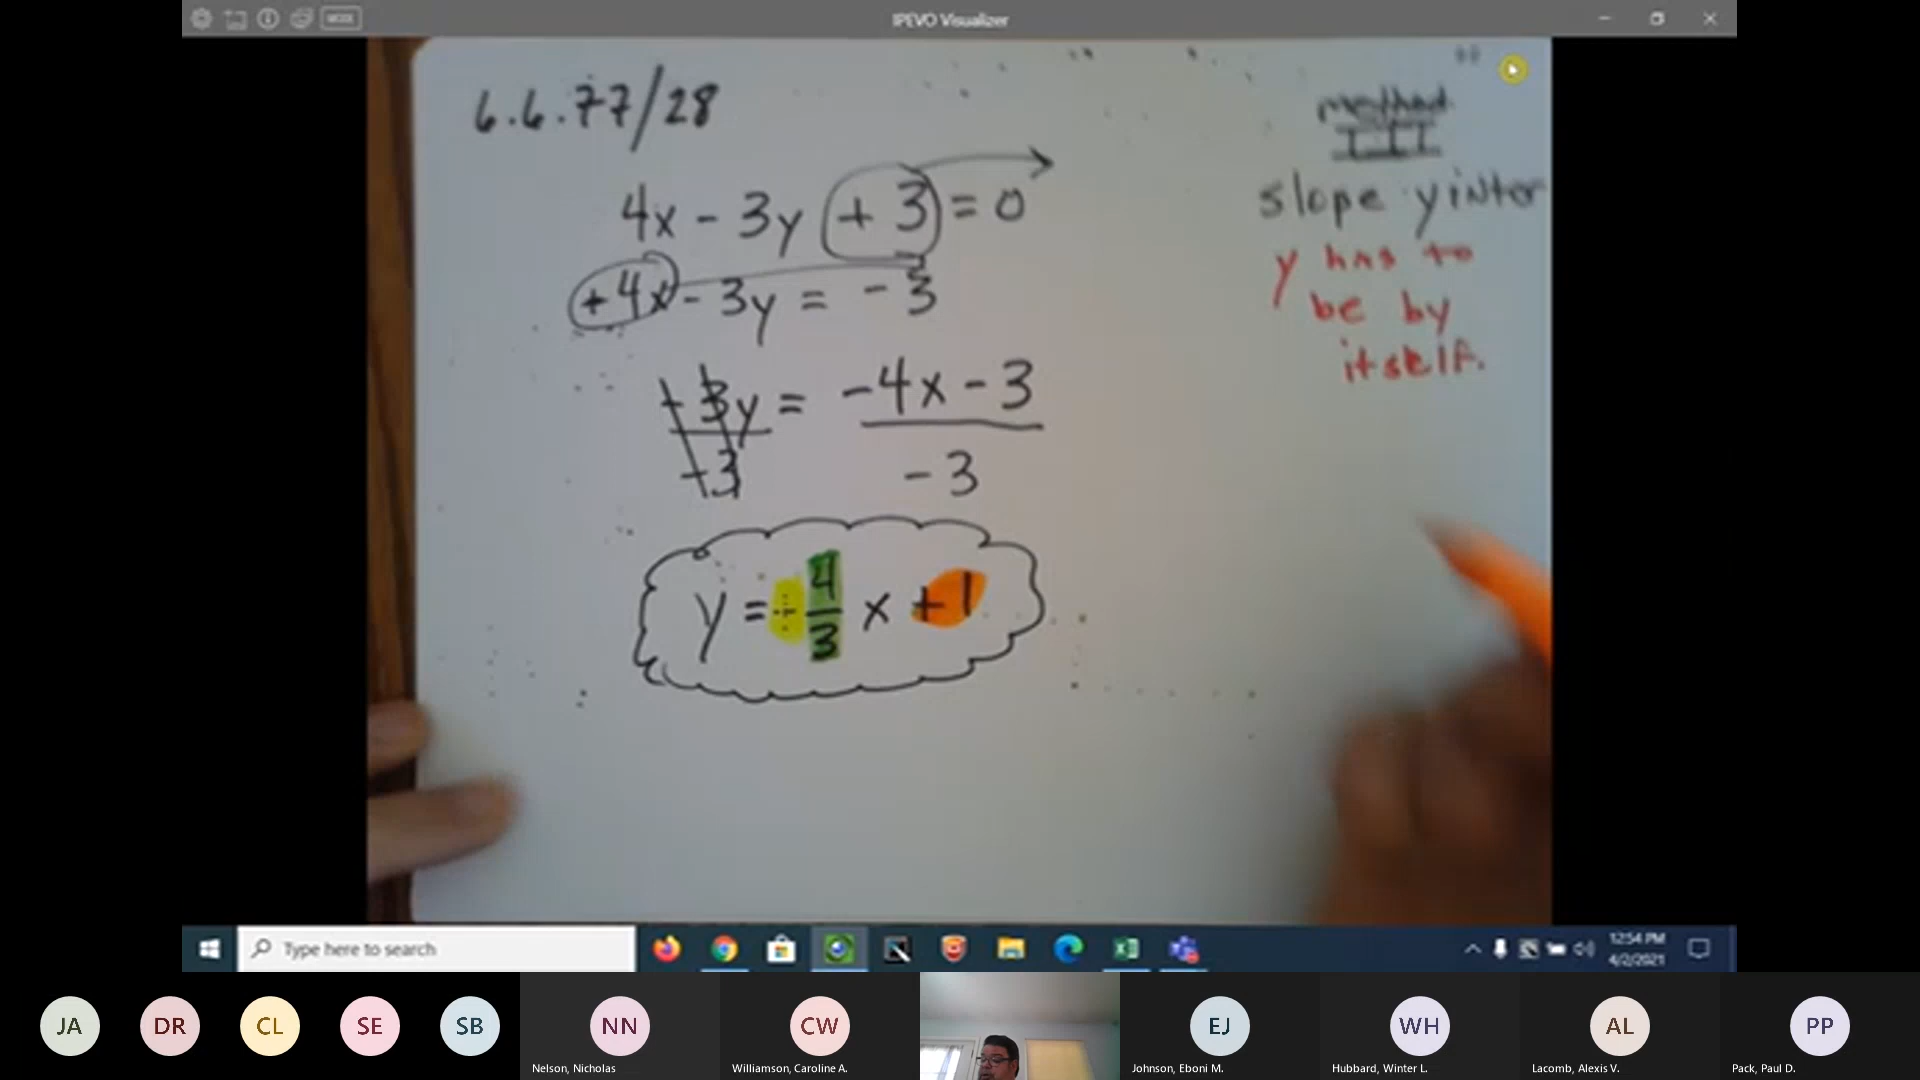 IPEVO Visualizer
MODE
6.6.77/28
method
III
slope yinter
y has to
be by
itself.
4x - 3y + 3 = 0
+4x - 3y = - 3
-3y = -4x - 3
-3 -3
y = + 4/3 x + 1
Type here to search
12:54 PM
4/2/2021
JA
DR
CL
SE
SB
NN
CW
EJ
WH
AL
PP
Nelson, Nicholas
Williamson, Caroline A.
Johnson, Eboni M.
Hubbard, Winter L.
Lacomb, Alexis V.
Pack, Paul D.